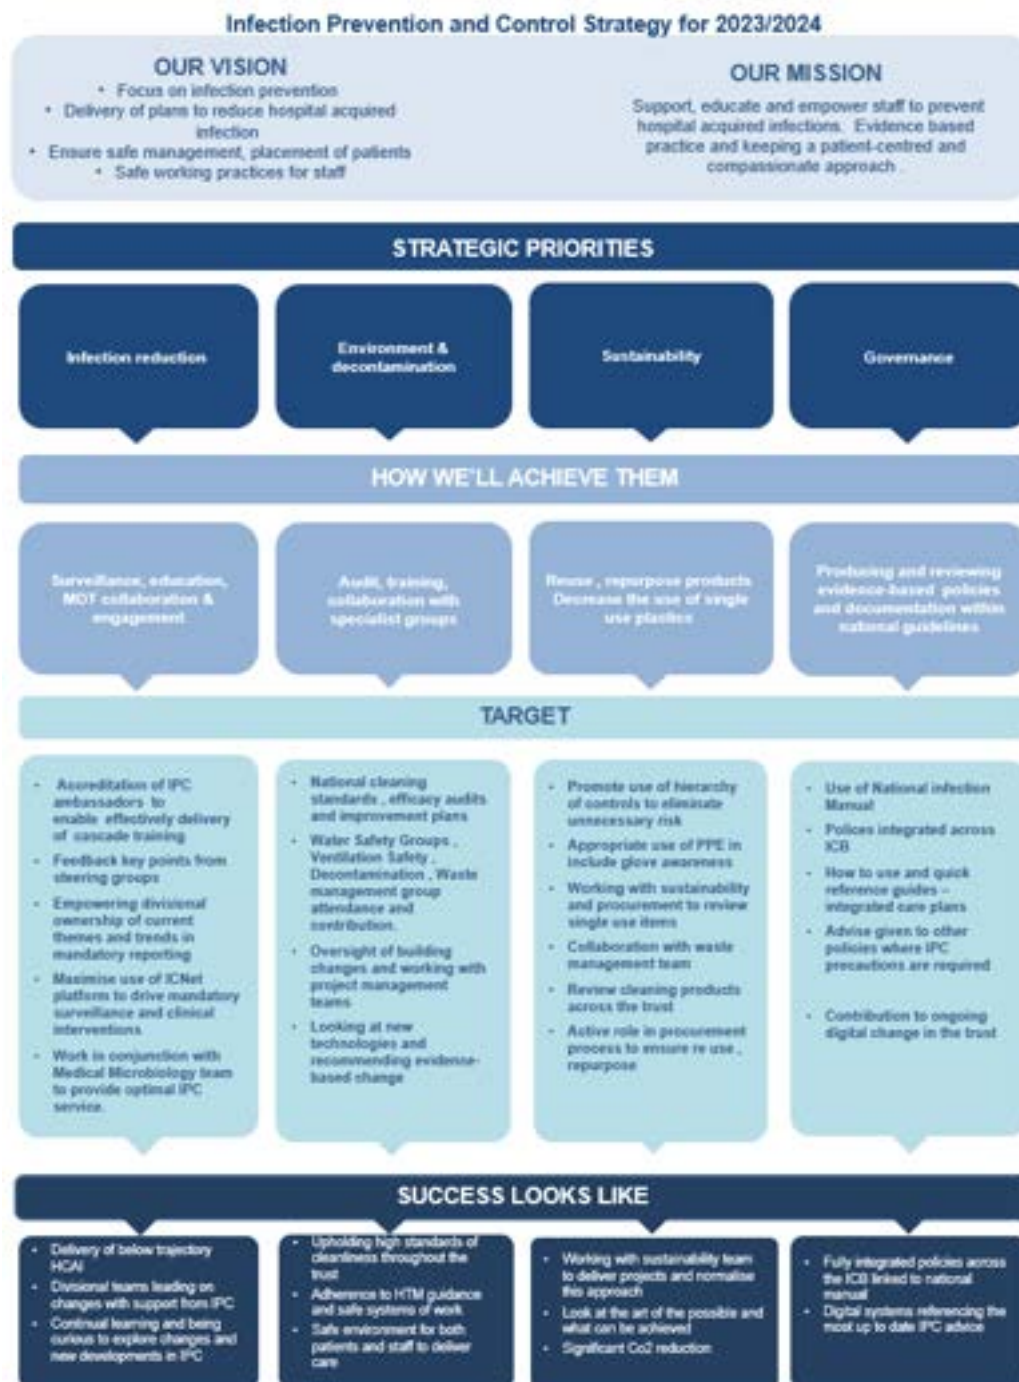 Infection Prevention and Control Strategy for 2023/2024
OUR VISION
• Focus on infection prevention
• Delivery of plans to reduce hospital acquired
infection
• Ensure safe management, placement of patients
• Safe working practices for staff
OUR MISSION
Support, educate and empower staff to prevent
hospital acquired infections. Evidence based
practice and keeping a patient-centred and
compassionate approach .
STRATEGIC PRIORITIES
Infection reduction
Environment &
decontamination
Sustainability
Governance
HOW WE'LL ACHIEVE THEM
Surveillance, education,
MDT collaboration &
engagement
Audit, training,
collaboration with
specialist groups
Reuse , repurpose products
Decrease the use of single
use plastics
Producing and reviewing
evidence-based policies
and documentation within
national guidelines
TARGET
• Accreditation of IPC
ambassadors to
enable effectively delivery
of cascade training
• Feedback key points from
steering groups
• Empowering divisional
ownership of current
themes and trends in
mandatory reporting
• Maximise use of ICNet
platform to drive mandatory
surveillance and clinical
interventions
• Work in conjunction with
Medical Microbiology team
to provide optimal IPC
service.
• National cleaning
standards , efficacy audits
and improvement plans
• Water Safety Groups ,
Ventilation Safety ,
Decontamination , Waste
management group
attendance and
contribution.
• Oversight of building
changes and working with
project management
teams
• Looking at new
technologies and
recommending evidence-
based change
• Promote use of hierarchy
of controls to eliminate
unnecessary risk
• Appropriate use of PPE in
include glove awareness
• Working with sustainability
and procurement to review
single use items
• Collaboration with waste
management team
• Review cleaning products
across the trust
• Active role in procurement
process to ensure re use ,
repurpose
• Use of National infection
Manual
• Polices integrated across
ICB
• How to use and quick
reference guides –
integrated care plans
• Advise given to other
policies where IPC
precautions are required
• Contribution to ongoing
digital change in the trust
SUCCESS LOOKS LIKE
• Delivery of below trajectory
HCAI
• Divisional teams leading on
changes with support from IPC
• Continual learning and being
curious to explore changes and
new developments in IPC
• Upholding high standards of
cleanliness throughout the
trust
• Adherence to HTM guidance
and safe systems of work
• Safe environment for both
patients and staff to deliver
care
• Working with sustainability team
to deliver projects and normalise
this approach
• Look at the art of the possible and
what can be achieved
• Significant Co2 reduction
• Fully integrated policies across
the ICB linked to national
manual
• Digital systems referencing the
most up to date IPC advice